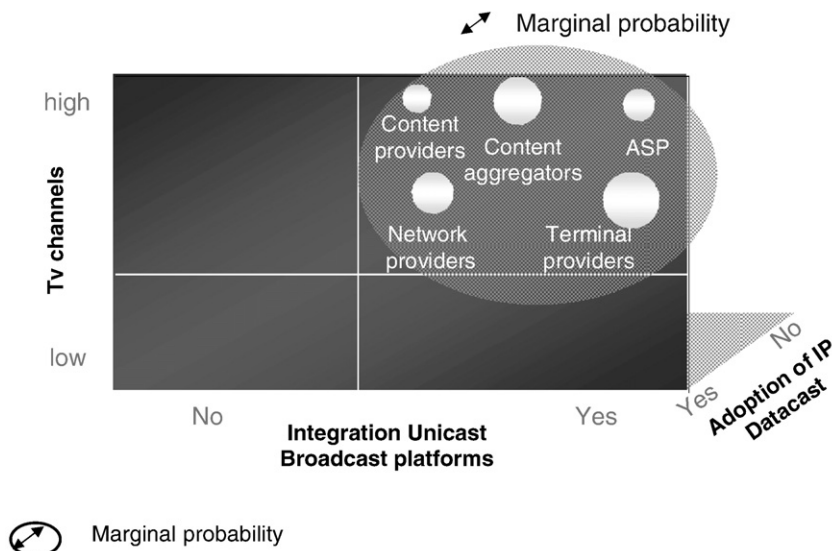 Marginal probability
high
Content
providers
Content
aggregators
ASP
Tv channels
Network
providers
Terminal
providers
low
No
Yes
Yes
No
Integration Unicast
Broadcast platforms
Adoption of IP
Datacast
Marginal probability